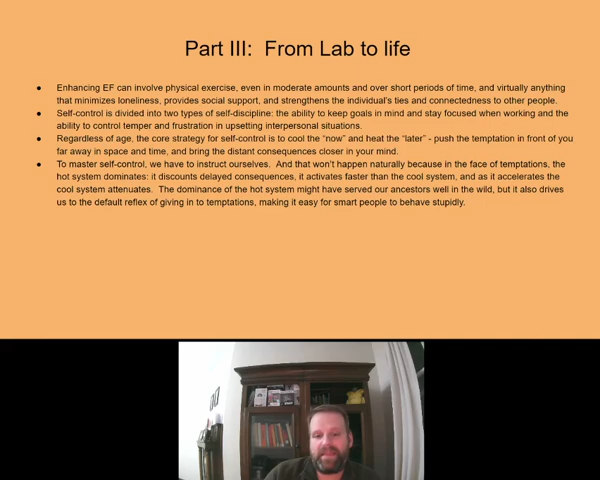 Part III:  From Lab to life
● Enhancing EF can involve physical exercise, even in moderate amounts and over short periods of time, and virtually anything
that minimizes loneliness, provides social support, and strengthens the individual's ties and connectedness to other people.
● Self-control is divided into two types of self-discipline: the ability to keep goals in mind and stay focused when working and the
ability to control temper and frustration in upsetting interpersonal situations.
● Regardless of age, the core strategy for self-control is to cool the “now” and heat the “later” - push the temptation in front of you
far away in space and time, and bring the distant consequences closer in your mind.
● To master self-control, we have to instruct ourselves.  And that won't happen naturally because in the face of temptations, the
hot system dominates: it discounts delayed consequences, it activates faster than the cool system, and as it accelerates the
cool system attenuates.  The dominance of the hot system might have served our ancestors well in the wild, but it also drives
us to the default reflex of giving in to temptations, making it easy for smart people to behave stupidly.